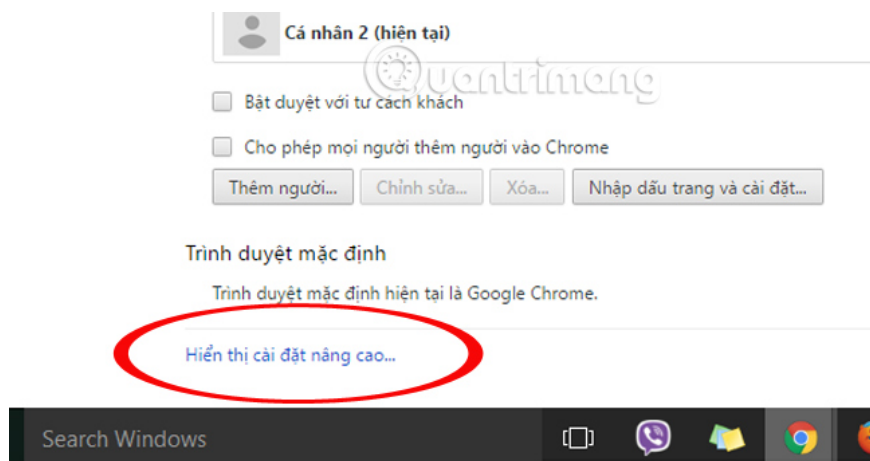 Cá nhân 2 (hiện tại)
Quantrimang
Bật duyệt với tư cách khách
Cho phép mọi người thêm người vào Chrome
Thêm người... Chỉnh sửa... Xóa... Nhập dấu trang và cài đặt...
Trình duyệt mặc định
Trình duyệt mặc định hiện tại là Google Chrome.
Hiển thị cài đặt nâng cao...
Search Windows